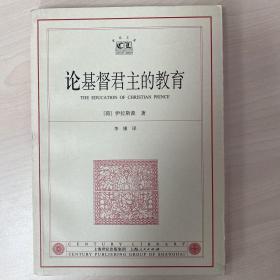 论基督君主的教育
THE EDUCATION OF CHRISTIAN PRINCE
[荷] 伊拉斯谟 著
李康 译
上海世纪出版集团 上海人民出版社
CENTURY LIBRARY
CENTURY PUBLISHING GROUP OF SHANGHAI